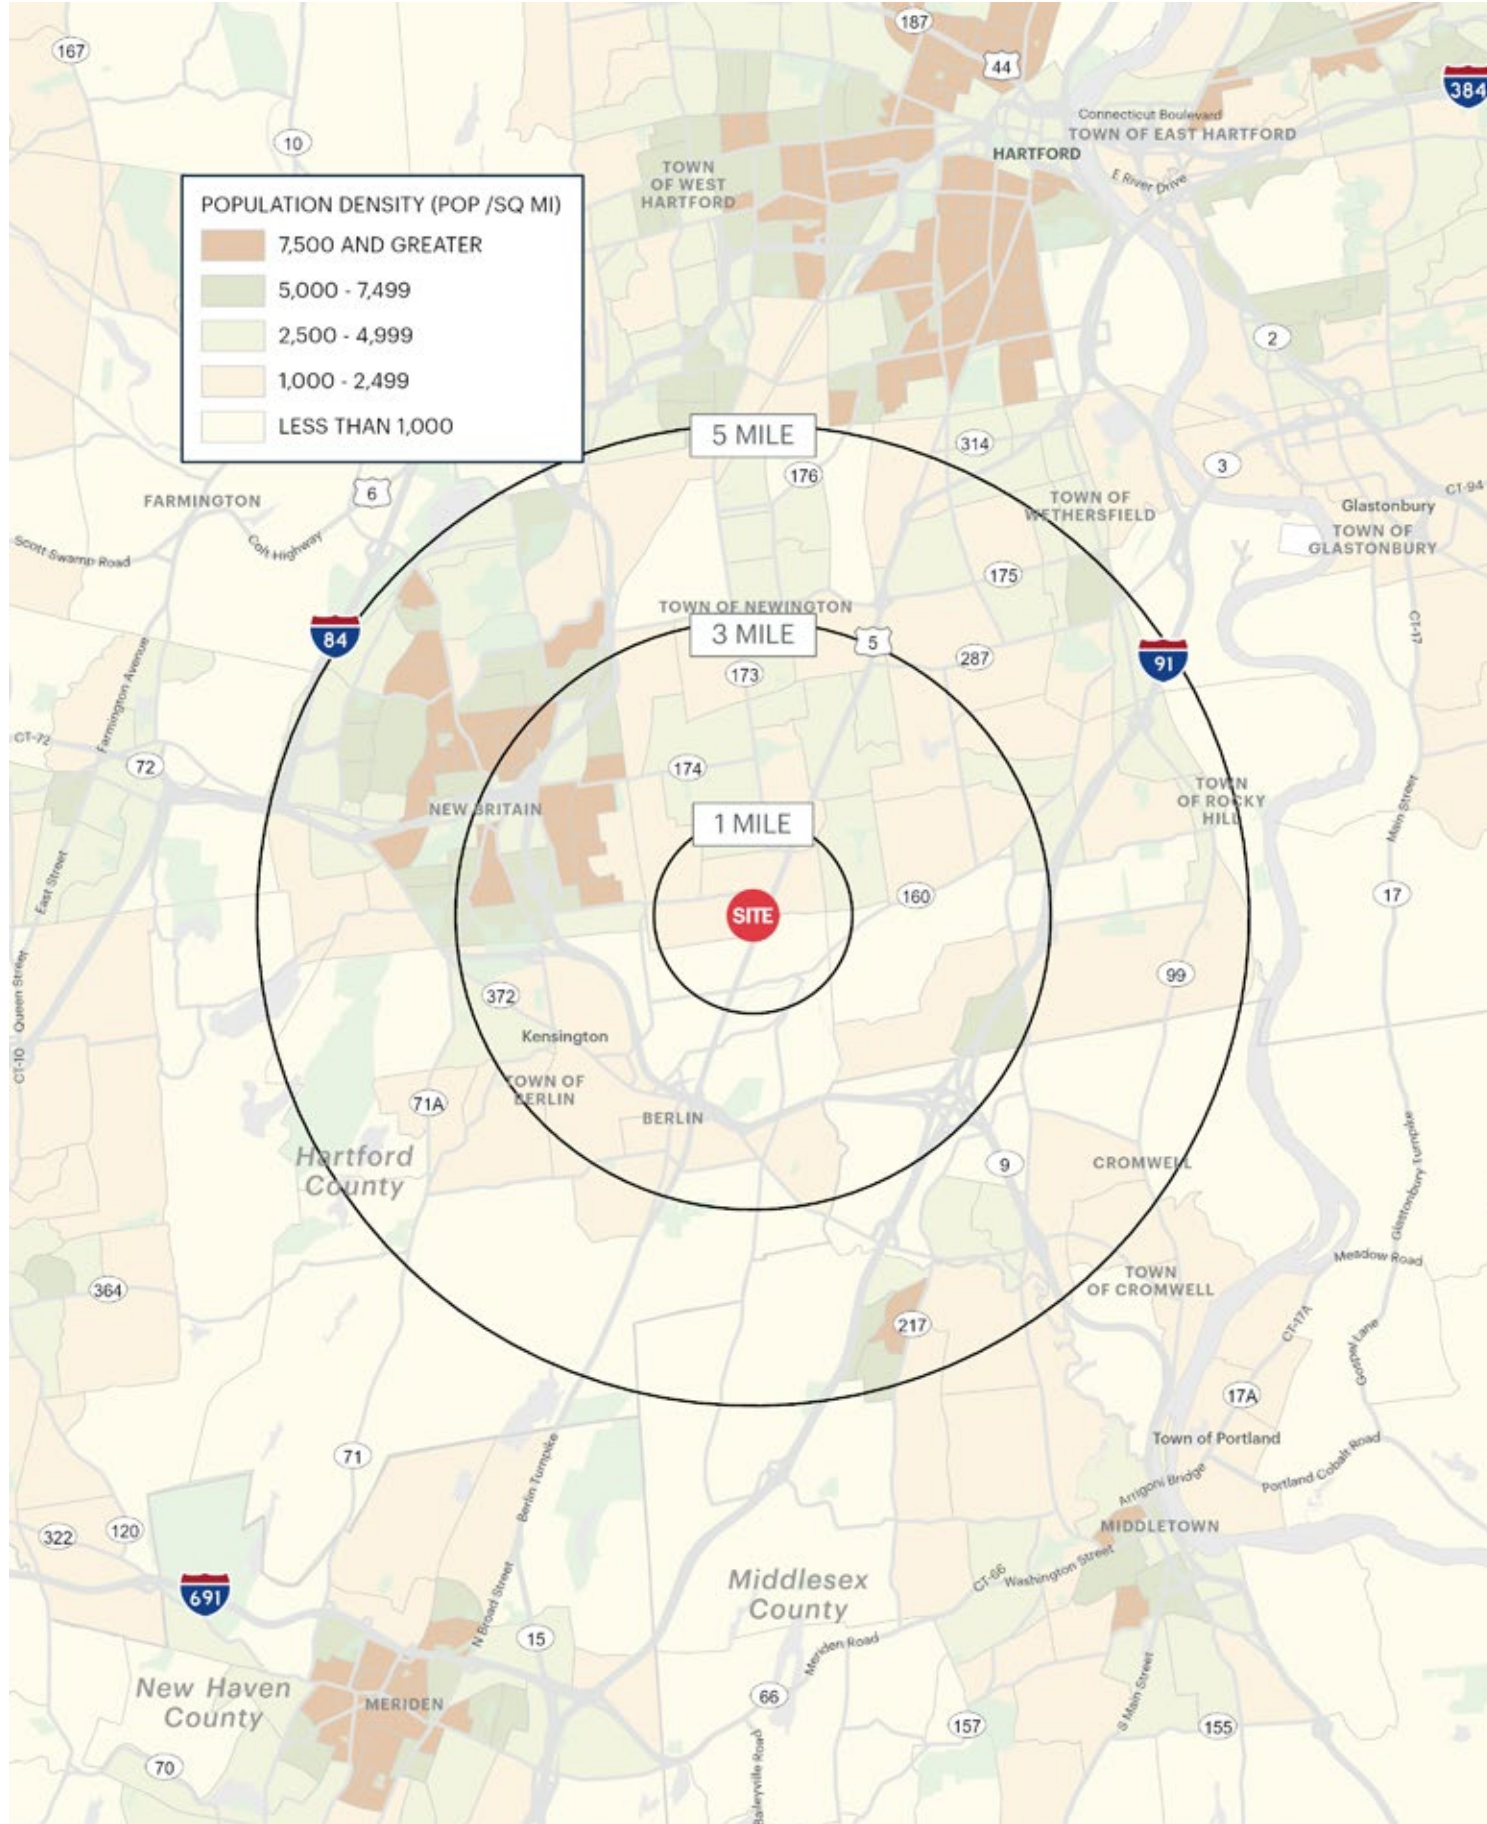 187
167
44
384
Connecticut Boulevard
TOWN OF EAST HARTFORD
10
HARTFORD
TOWN
OF WEST
HARTFORD
E River Drive
POPULATION DENSITY (POP /SQ MI)
7,500 AND GREATER
5,000 - 7,499
2,500 - 4,999
1,000 - 2,499
LESS THAN 1,000
2
5 MILE
314
176
3
CT-94
6
FARMINGTON
TOWN OF
WETHERSFIELD
Glastonbury
TOWN OF
GLASTONBURY
Scott Swamp Road
Colt Highway
175
TOWN OF NEWINGTON
84
3 MILE
5
CT-17
287
91
173
Farmington Avenue
CT-72
72
174
TOWN
OF ROCKY
HILL
Main Street
NEW BRITAIN
1 MILE
East Street
160
17
SITE
99
Queen Street
CT-10
372
Kensington
TOWN OF
BERLIN
71A
BERLIN
Hartford
County
9
CROMWELL
Glastonbury Turnpike
Meadow Road
TOWN
OF CROMWELL
364
217
CT-17A
Gospel Lane
17A
Town of Portland
71
Berlin Turnpike
Portland Cobalt Road
Arrigoni Bridge
MIDDLETOWN
322
120
691
CT-66
Washington Street
Middlesex
County
N Broad Street
15
Meriden Road
New Haven
County
MERIDEN
66
S Main Street
157
155
70
Baileyville Road